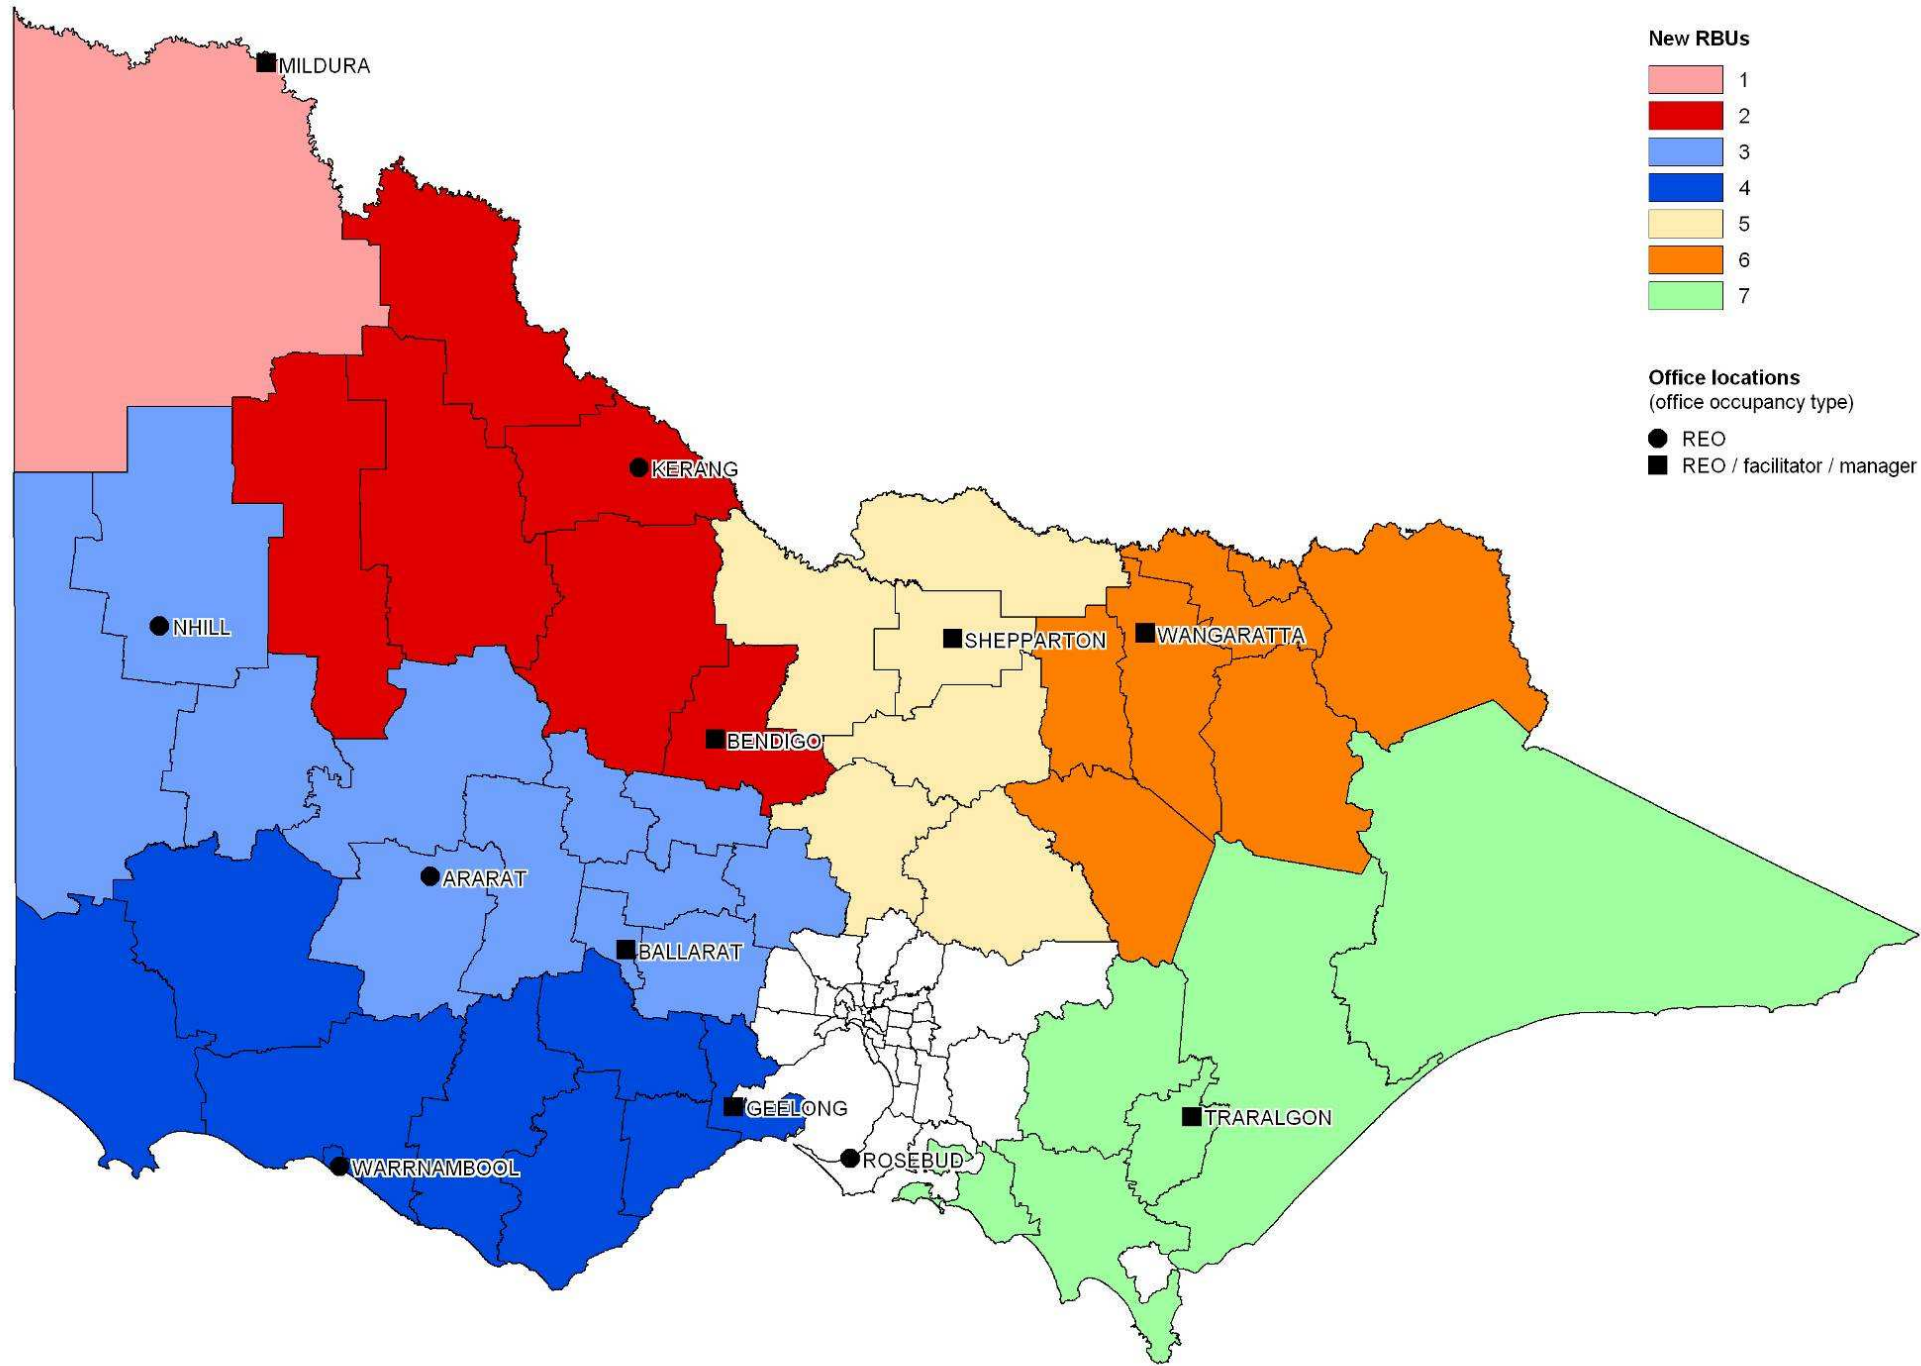 New RBUs
1
2
3
4
5
6
7
Office locations
(office occupancy type)
REO
REO / facilitator / manager
MILDURA
KERANG
NHILL
SHEPPARTON
WANGARATTA
BENDIGO
ARARAT
BALLARAT
GEELONG
TRARALGON
ROSEBUD
WARRNAMBOOL